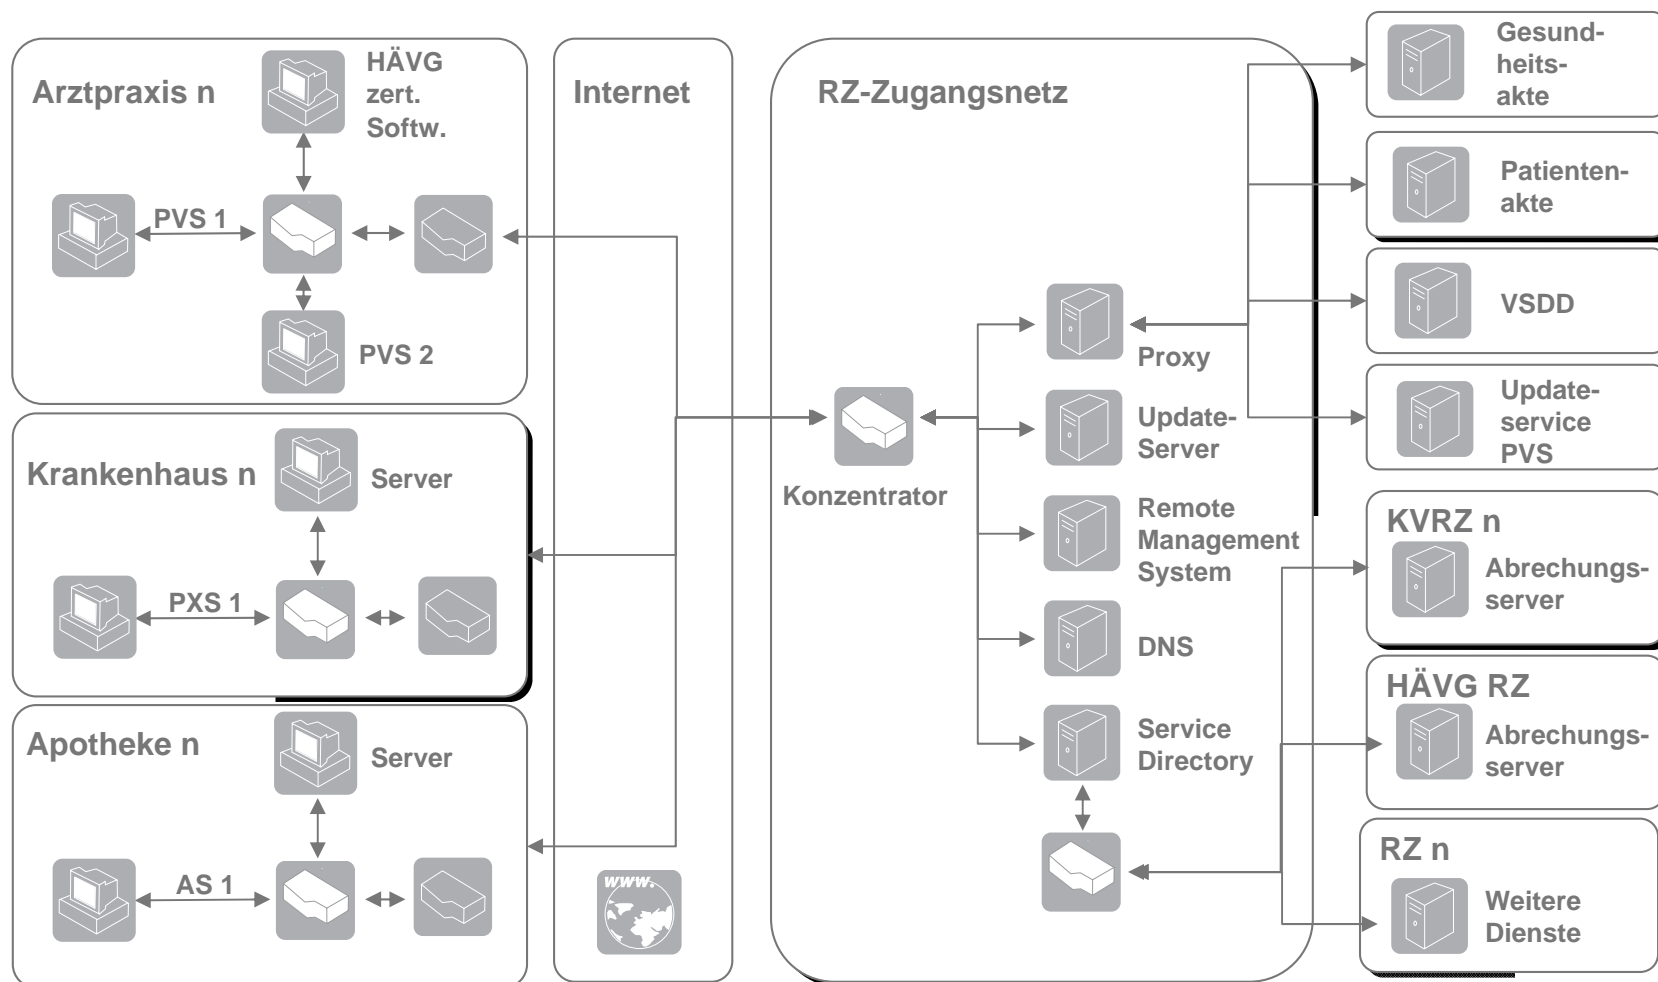 Arztpraxis n
HÄVG
zert.
Softw.
PVS 1
PVS 2
Krankenhaus n
Server
PXS 1
Apotheke n
Server
AS 1
Internet
www.
RZ-Zugangsnetz
Konzentrator
Proxy
Update-
Server
Remote
Management
System
DNS
Service
Directory
Gesund-
heits-
akte
Patienten-
akte
VSDD
Update-
service
PVS
KVRZ n
Abrechungs-
server
HÄVG RZ
Abrechungs-
server
RZ n
Weitere
Dienste